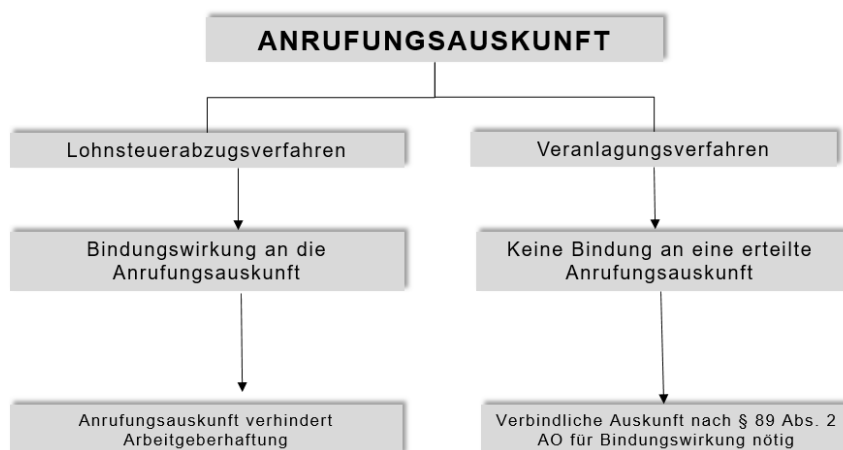 ANRUFUNGSAUSKUNFT
Lohnsteuerabzugsverfahren
Veranlagungsverfahren
Bindungswirkung an die
Anrufungsauskunft
Keine Bindung an eine erteilte
Anrufungsauskunft
Anrufungsauskunft verhindert
Arbeitgeberhaftung
Verbindliche Auskunft nach § 89 Abs. 2
AO für Bindungswirkung nötig